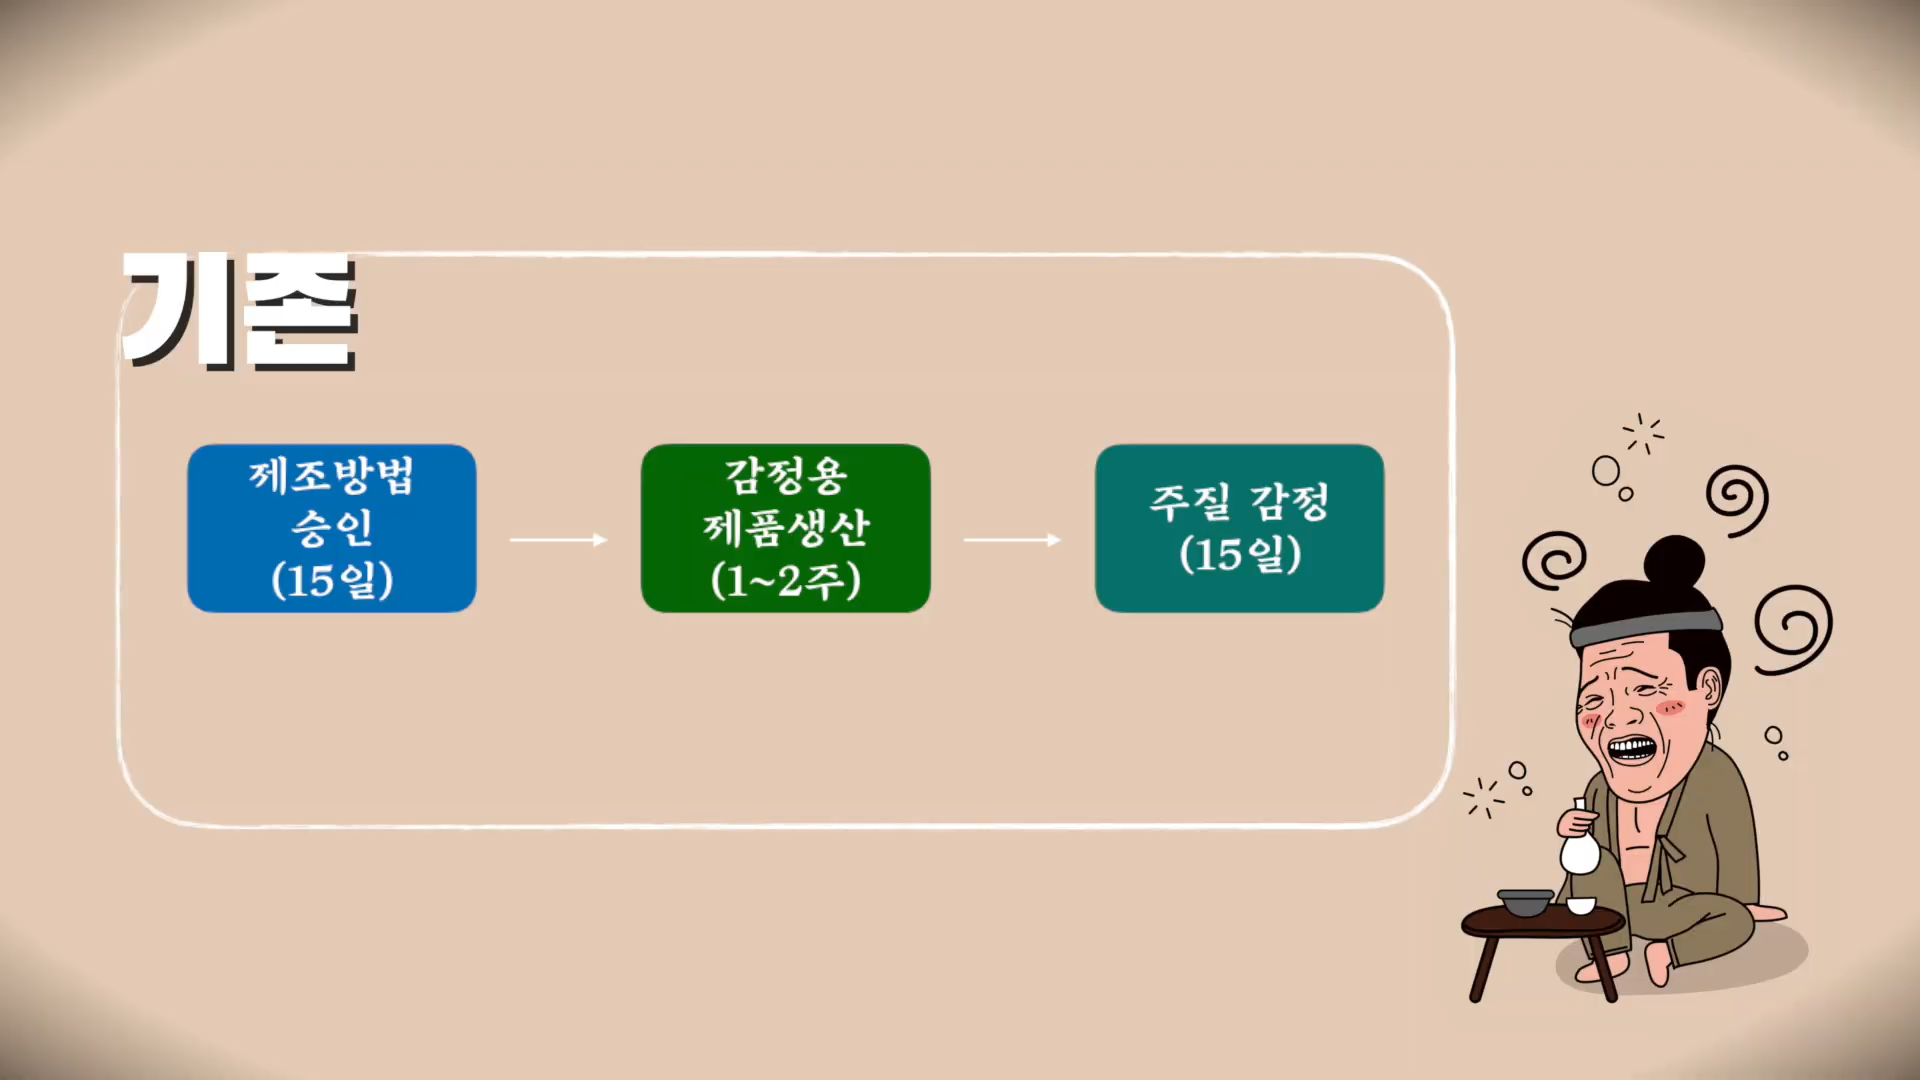 기존
제조방법
승인
(15일)
감정용
제품생산
(1~2주)
주질 감정
(15일)